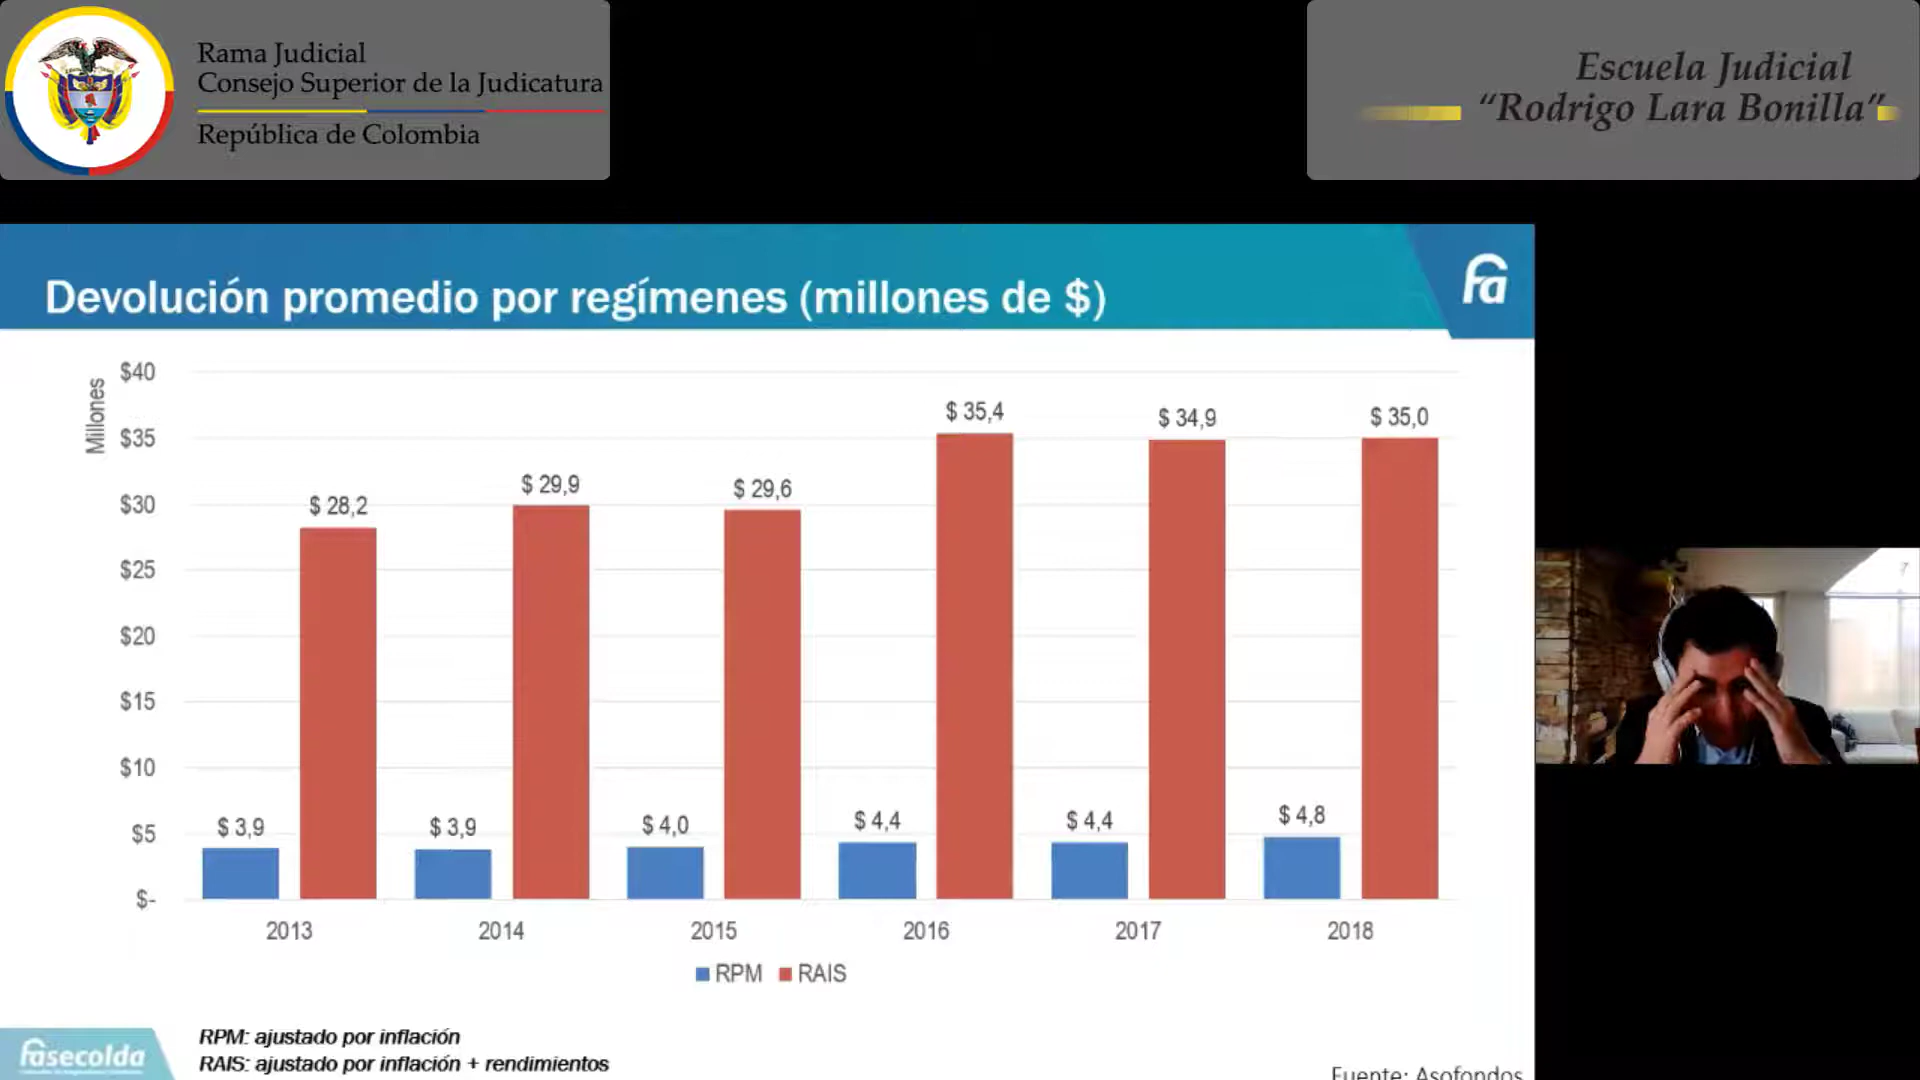 Rama Judicial
Consejo Superior de la Judicatura
República de Colombia
Escuela Judicial
“Rodrigo Lara Bonilla”
Devolución promedio por regímenes (millones de $)
fa
Millones
$40
$35
$30
$25
$20
$15
$10
$5
$-
$ 3,9
$ 28,2
$ 3,9
$ 29,9
$ 4,0
$ 29,6
$ 4,4
$ 35,4
$ 4,4
$ 34,9
$ 4,8
$ 35,0
2013 2014 2015 2016 2017 2018
RPM RAIS
fasecolda
RPM: ajustado por inflación
RAIS: ajustado por inflación + rendimientos
Fuente: Asofondos